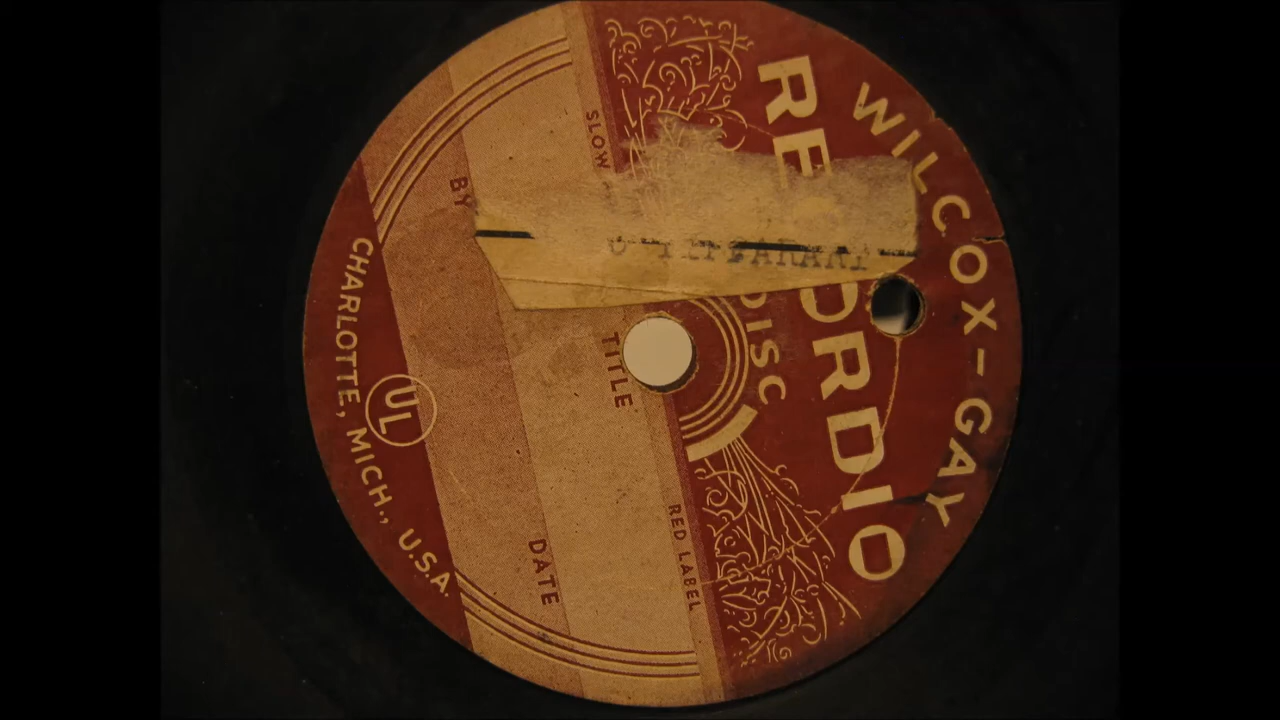 WILCOX-GAY
RECORDIO
DISC
SLOW
RED LABEL
TITLE
BY
DATE
UL
CHARLOTTE, MICH., U.S.A.